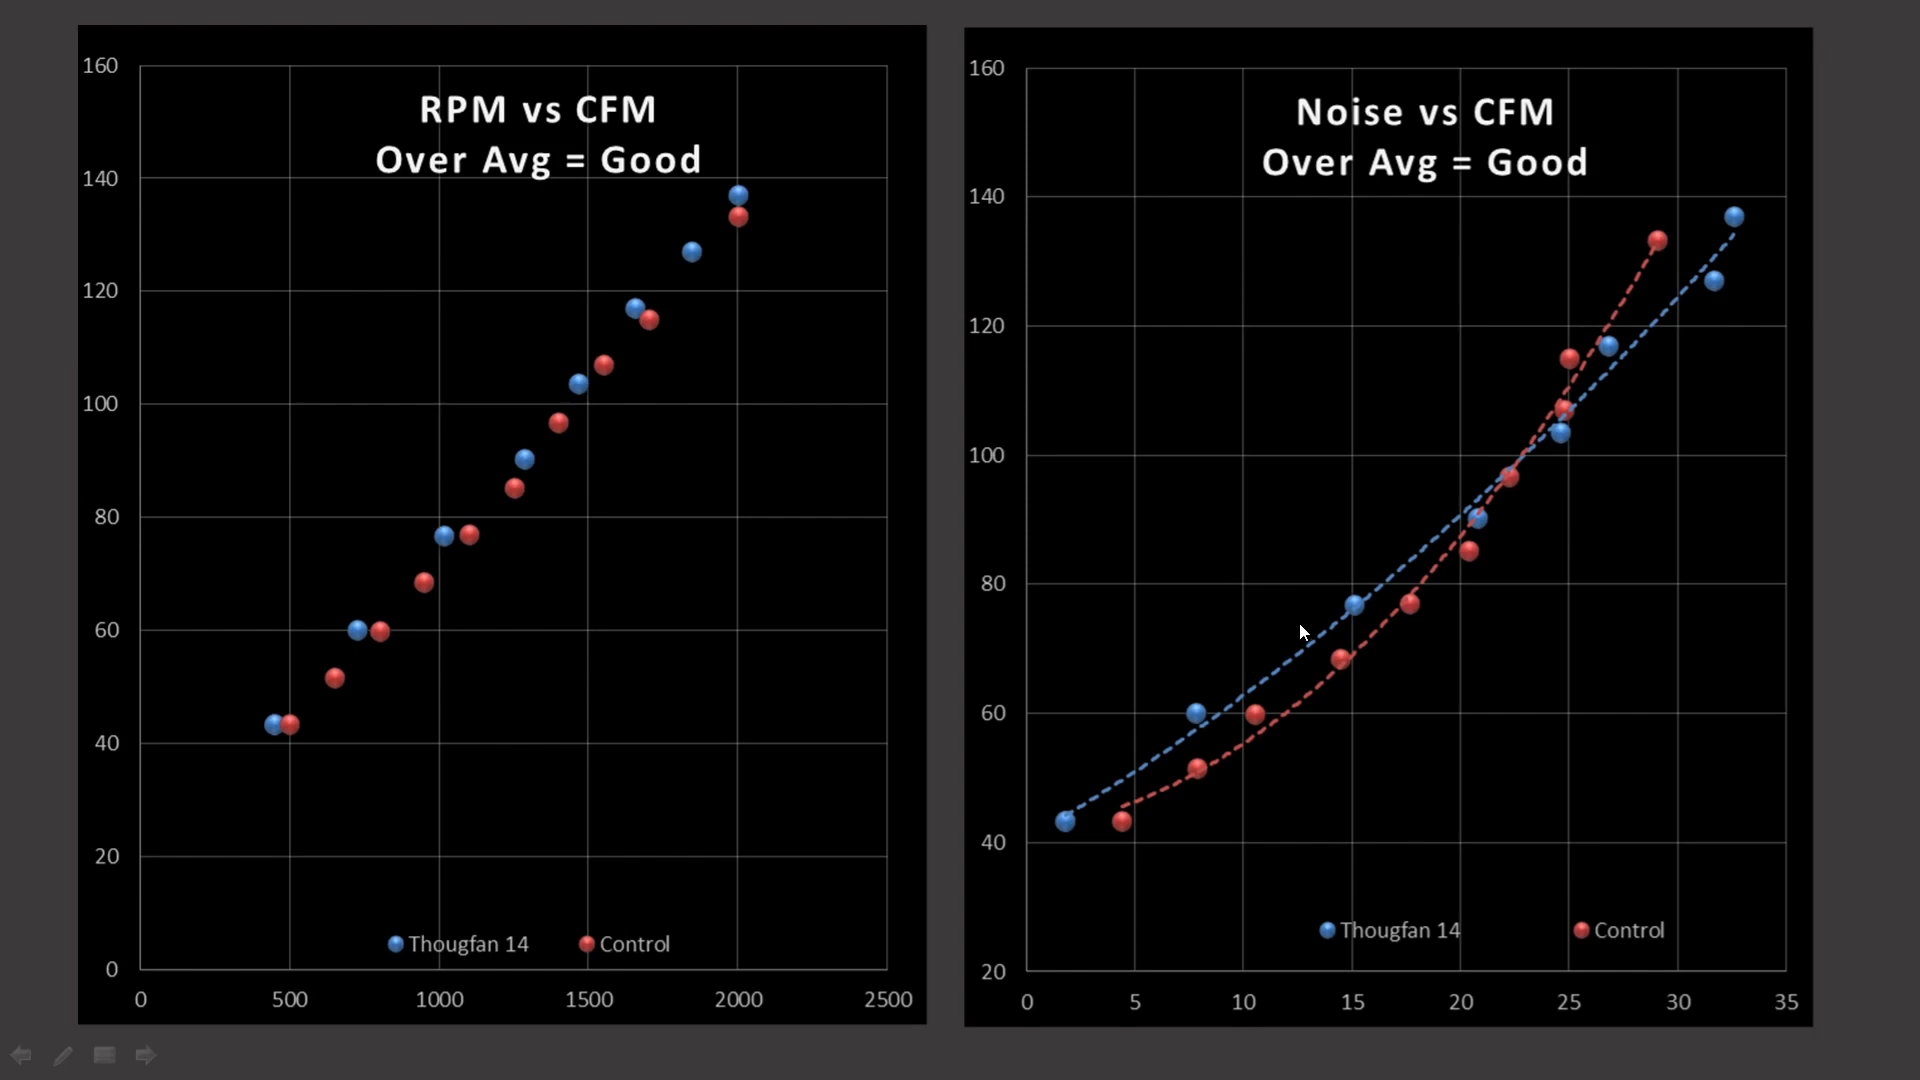 RPM vs CFM
Over Avg = Good
160
140
120
100
80
60
40
20
0
0 500 1000 1500 2000 2500
Thougfan 14 Control
Noise vs CFM
Over Avg = Good
160
140
120
100
80
60
40
20
0 5 10 15 20 25 30 35
Thougfan 14 Control